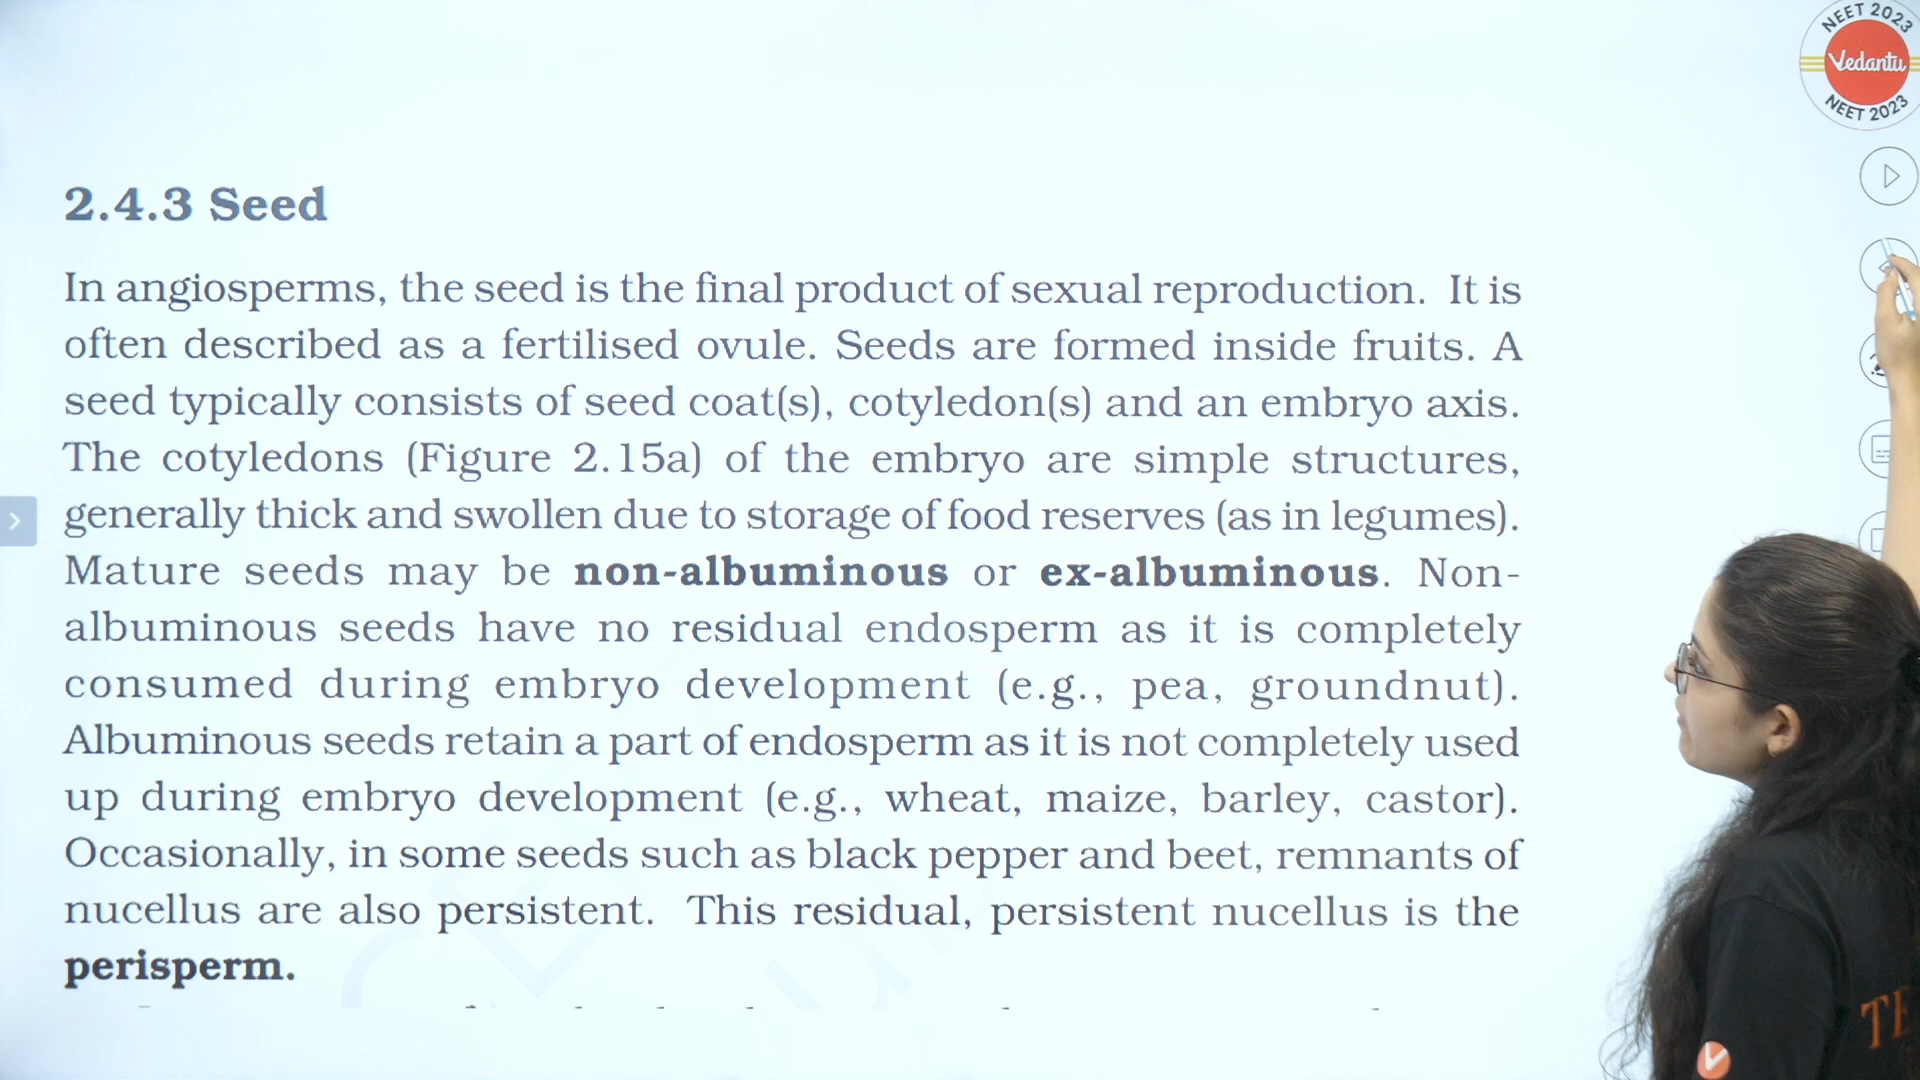 NEET 2023
Vedantu
NEET 2023
2.4.3 Seed
In angiosperms, the seed is the final product of sexual reproduction. It is
often described as a fertilised ovule. Seeds are formed inside fruits. A
seed typically consists of seed coat(s), cotyledon(s) and an embryo axis.
The cotyledons (Figure 2.15a) of the embryo are simple structures,
generally thick and swollen due to storage of food reserves (as in legumes).
Mature seeds may be non-albuminous or ex-albuminous. Non-
albuminous seeds have no residual endosperm as it is completely
consumed during embryo development (e.g., pea, groundnut).
Albuminous seeds retain a part of endosperm as it is not completely used
up during embryo development (e.g., wheat, maize, barley, castor).
Occasionally, in some seeds such as black pepper and beet, remnants of
nucellus are also persistent. This residual, persistent nucellus is the
perisperm.